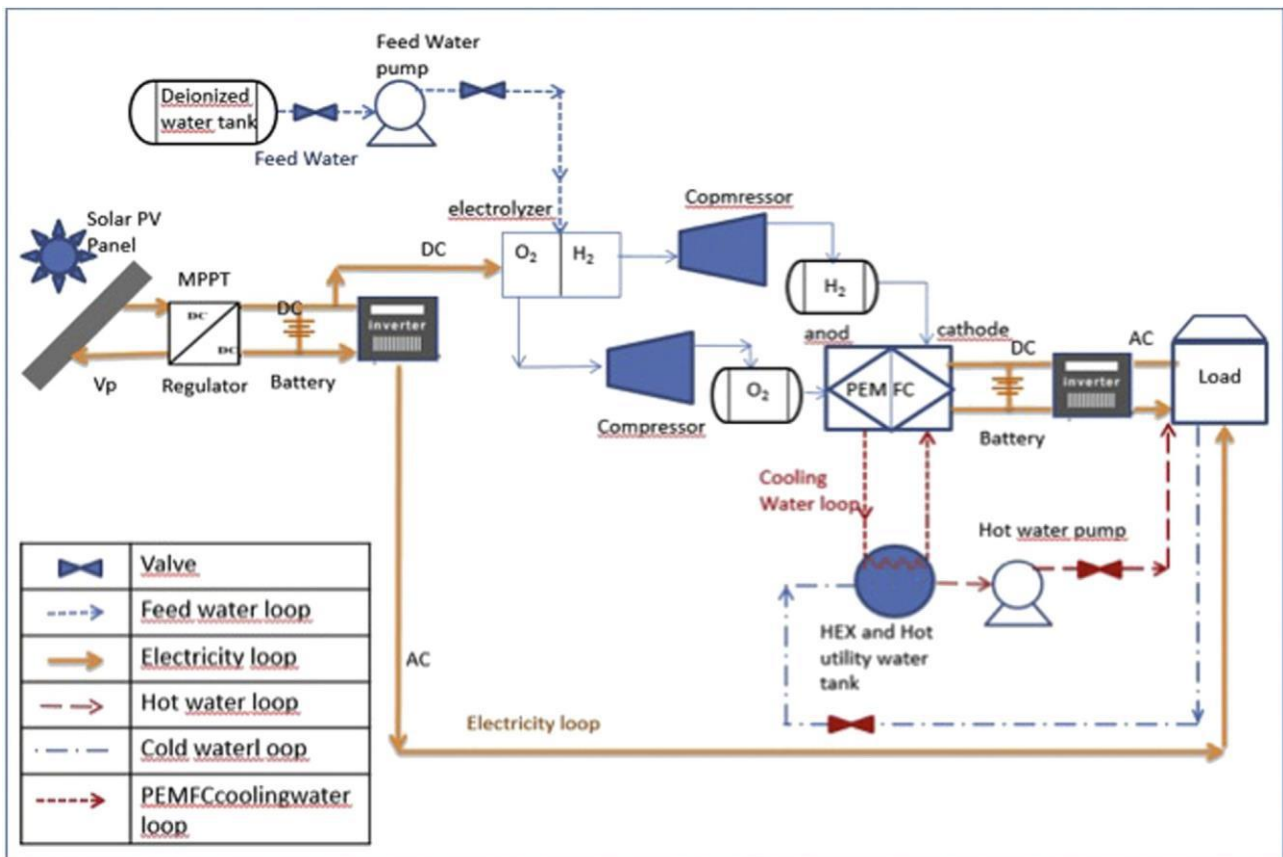 Feed Water
pump
Deionized
water tank
Feed Water
Solar PV
Panel
electrolyzer
Copmressor
DC
O2
H2
MPPT
DC
DC
DC
inverter
H2
anod
cathode
DC
AC
Vp
Regulator
Battery
O2
PEM FC
inverter
Load
Compressor
Battery
Cooling
Water loop
Hot water pump
HEX and Hot
utility water
tank
AC
Electricity loop
Valve
Feed water loop
Electricity loop
Hot water loop
Cold waterl oop
PEMFCcoolingwater
loop